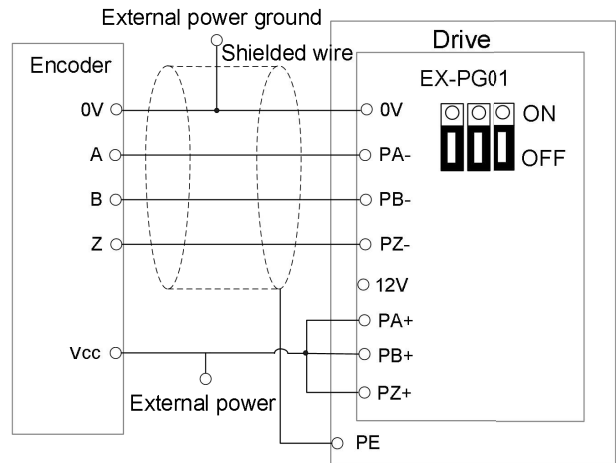 External power ground
Shielded wire
Drive
Encoder
EX-PG01
0V
0V
ON
A
PA-
OFF
B
PB-
Z
PZ-
12V
PA+
Vcc
PB+
External power
PZ+
PE